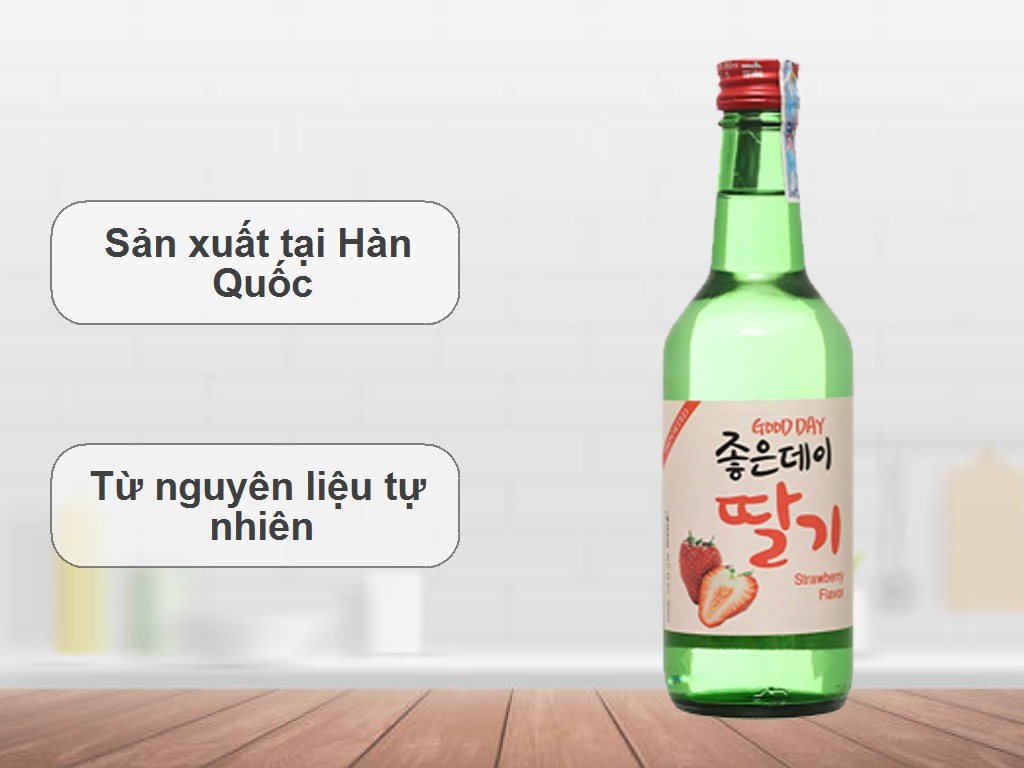 Sản xuất tại Hàn
Quốc
Từ nguyên liệu tự
nhiên
GOOD DAY
좋은데이
딸기
Strawberry
Flavor